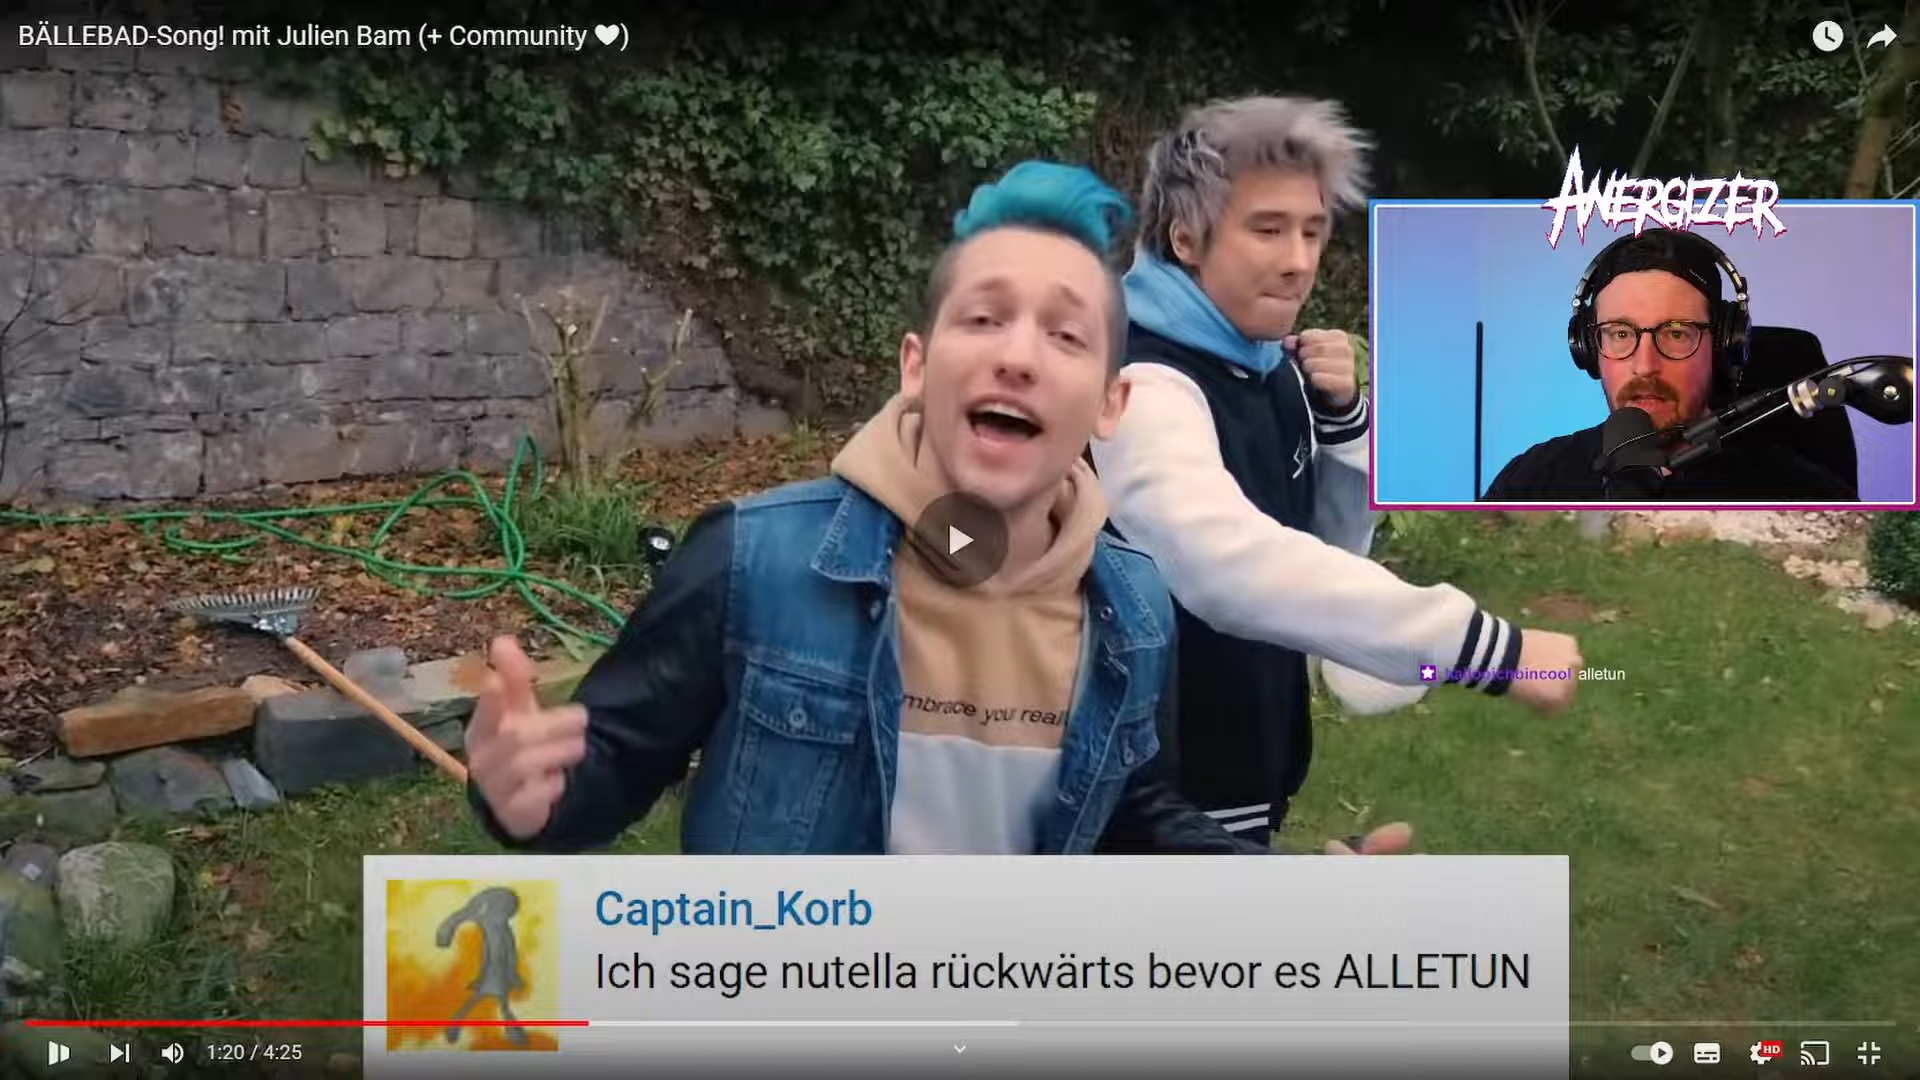 BÄLLEBAD-Song! mit Julien Bam (+ Community 🖤)
ANERGIZER
mbrace your reali
alletun
Captain_Korb
Ich sage nutella rückwärts bevor es ALLETUN
1:20 / 4:25
HD